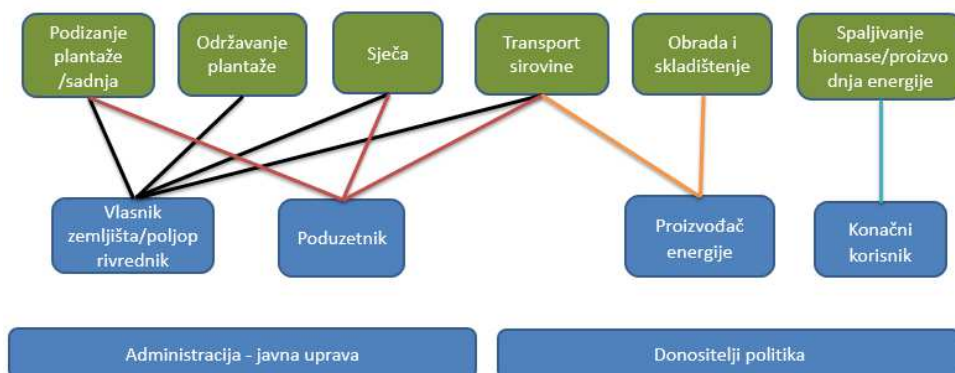 Podizanje
plantaže
/sadnja
Održavanje
plantaže
Sječa
Transport
sirovine
Obrada i
skladištenje
Spaljivanje
biomase/proizvo
dnja energije
Vlasnik
zemljišta/poljop
rivrednik
Poduzetnik
Proizvođač
energije
Konačni
korisnik
Administracija - javna uprava
Donositelji politika